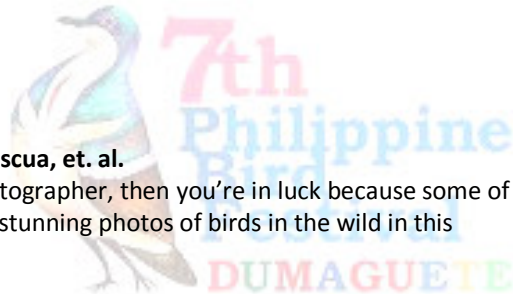 7th
Philippine
Bird
Festival
DUMAGUETE
scua, et. al.
tographer, then you're in luck because some of
stunning photos of birds in the wild in this